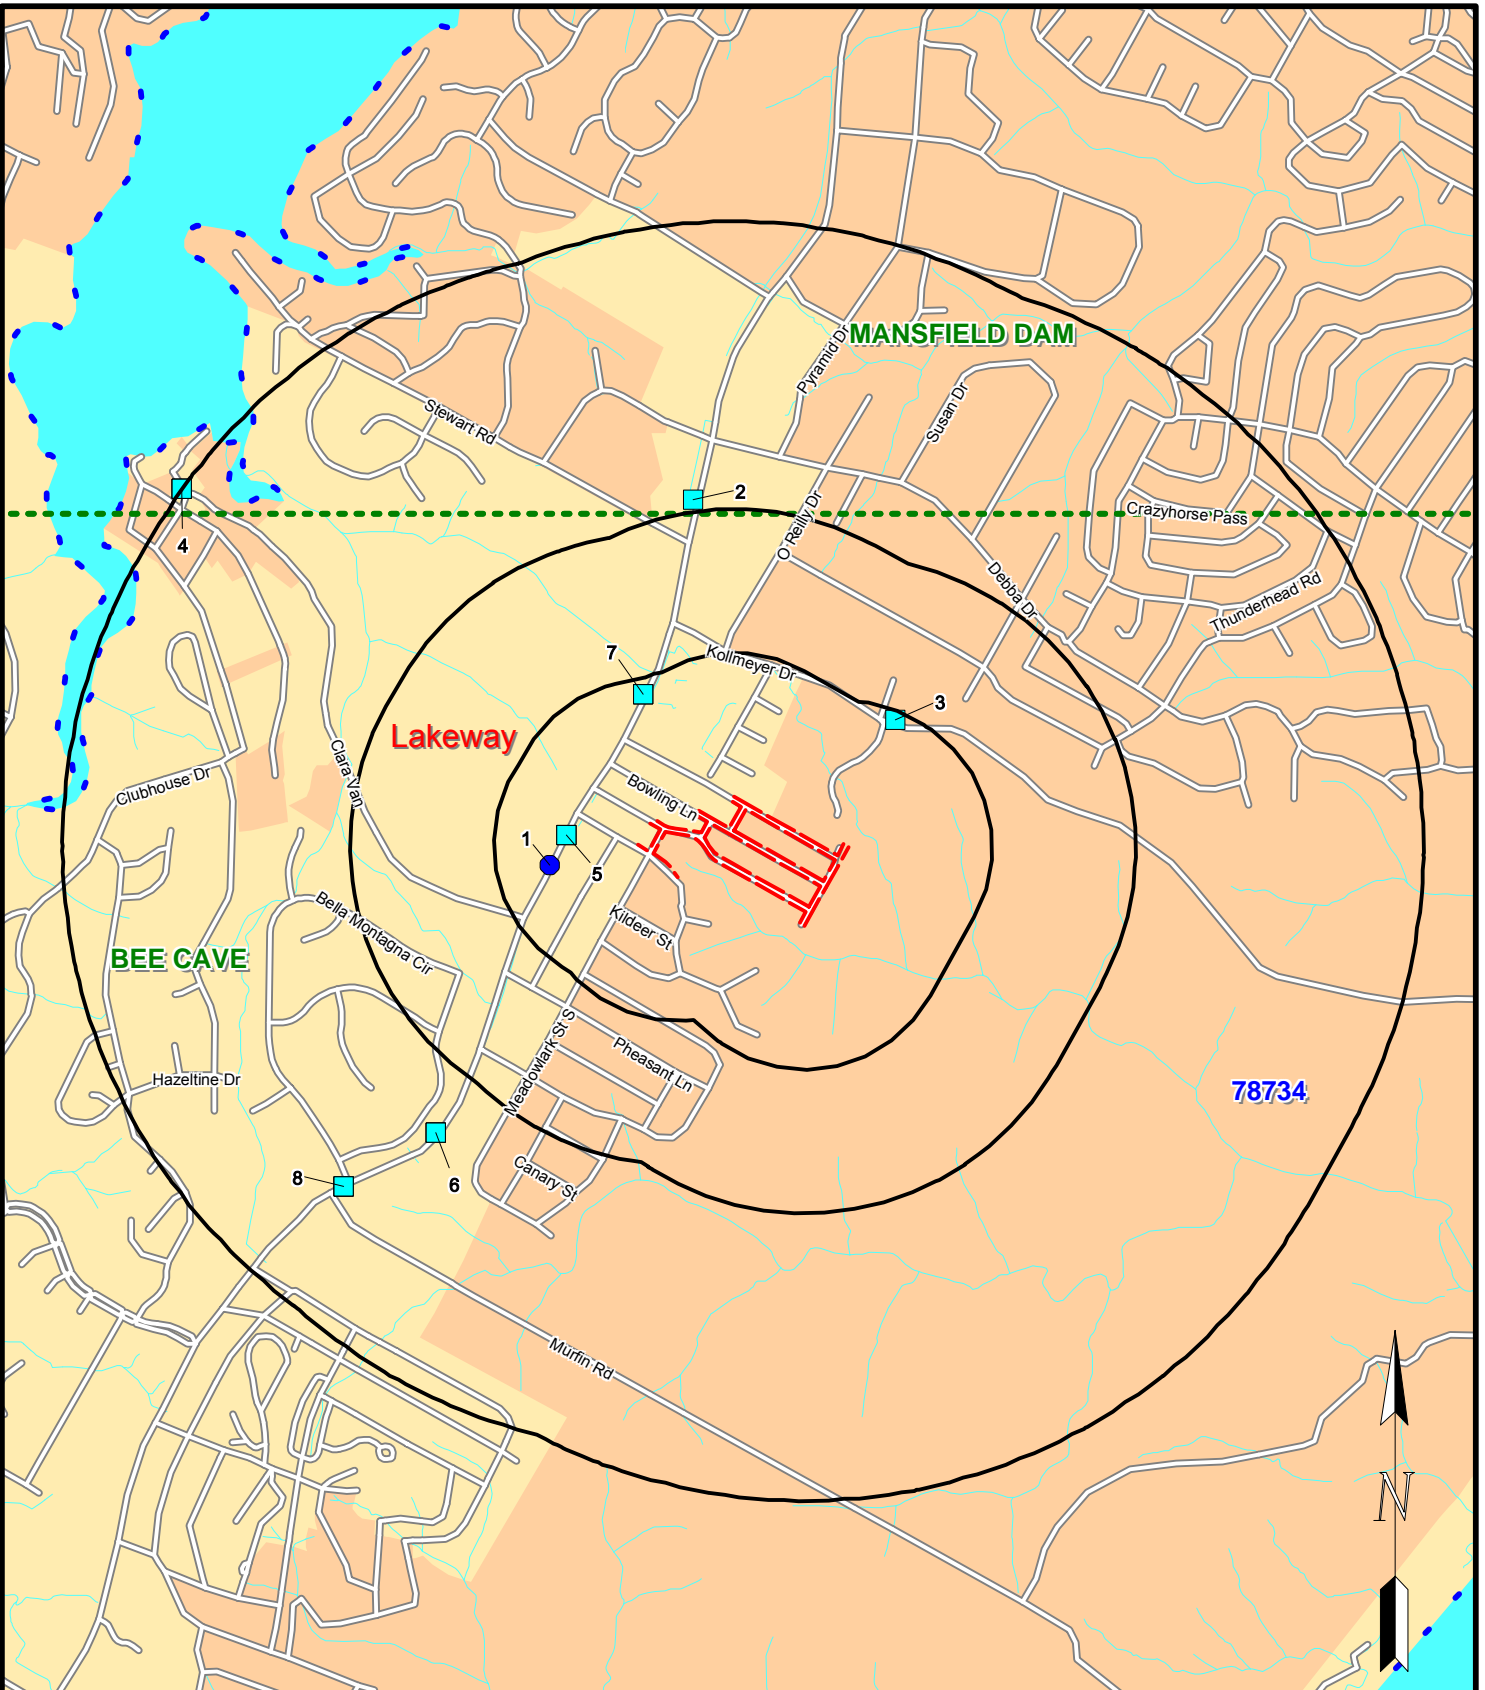 MANSFIELD DAM
Pyramid Dr
Susan Dr
Stewart Rd
2
O Reilly Dr
Crazyhorse Pass
4
Debba Dr
Thunderhead Rd
7
Kollmeyer Dr
3
Lakeway
Clara Van
Clubhouse Dr
Bowling Ln
1
5
Kildeer St
Bella Montagna Cir
BEE CAVE
Meadowlark St S
Pheasant Ln
Hazeltine Dr
78734
8
6
Canary St
Murfin Rd
N